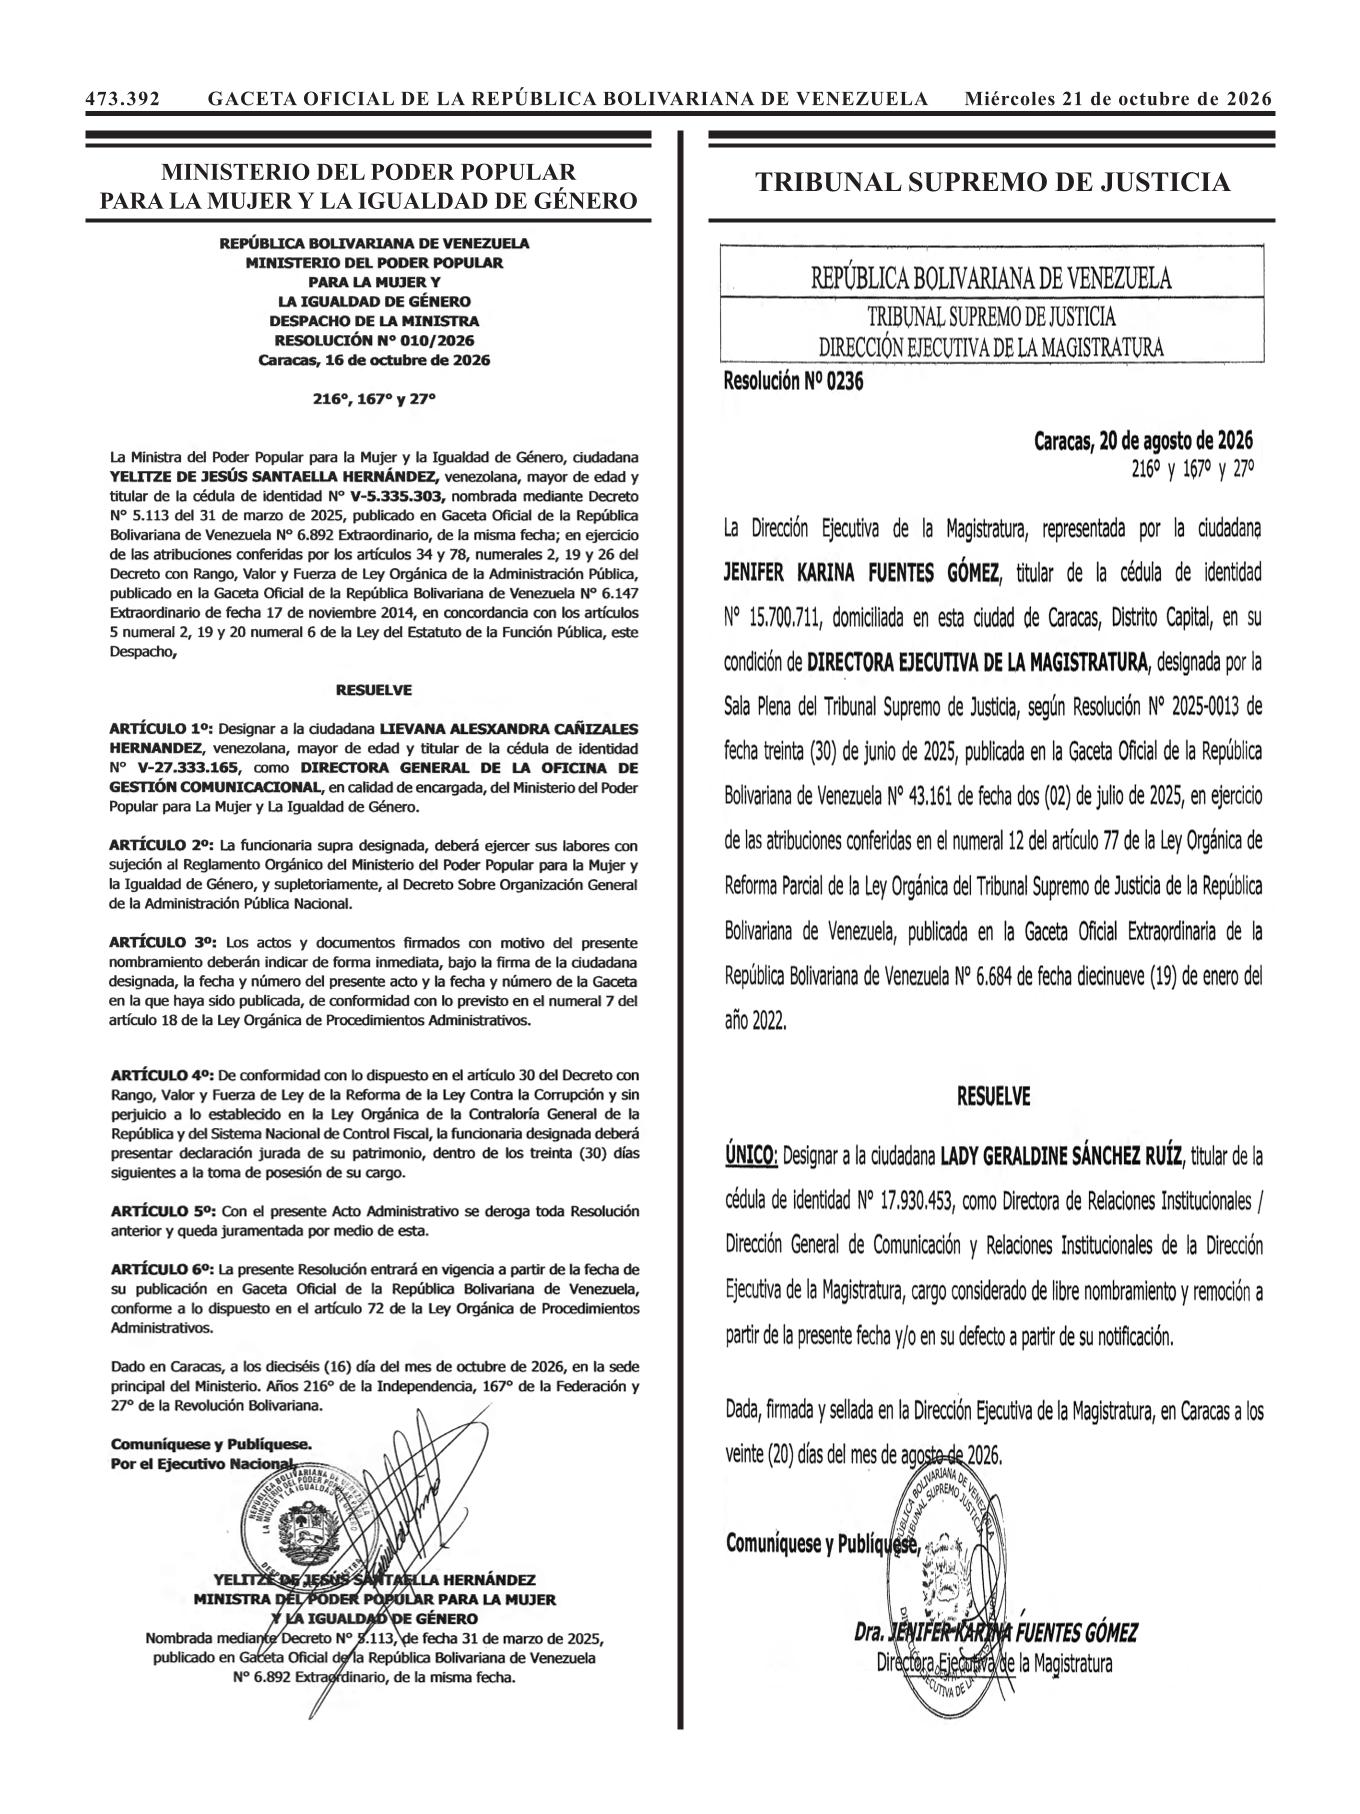 473.392 GACETA OFICIAL DE LA REPÚBLICA BOLIVARIANA DE VENEZUELA Miércoles 21 de octubre de 2026
MINISTERIO DEL PODER POPULAR
PARA LA MUJER Y LA IGUALDAD DE GÉNERO
REPÚBLICA BOLIVARIANA DE VENEZUELA
MINISTERIO DEL PODER POPULAR
PARA LA MUJER Y
LA IGUALDAD DE GÉNERO
DESPACHO DE LA MINISTRA
RESOLUCIÓN N° 010/2026
Caracas, 16 de octubre de 2026
216°, 167° y 27°
La Ministra del Poder Popular para la Mujer y la Igualdad de Género, ciudadana
YELITZE DE JESÚS SANTAELLA HERNÁNDEZ, venezolana, mayor de edad y
titular de la cédula de identidad N° V-5.335.303, nombrada mediante Decreto
N° 5.113 del 31 de marzo de 2025, publicado en Gaceta Oficial de la República
Bolivariana de Venezuela N° 6.892 Extraordinario, de la misma fecha; en ejercicio
de las atribuciones conferidas por los artículos 34 y 78, numerales 2, 19 y 26 del
Decreto con Rango, Valor y Fuerza de Ley Orgánica de la Administración Pública,
publicado en la Gaceta Oficial de la República Bolivariana de Venezuela N° 6.147
Extraordinario de fecha 17 de noviembre 2014, en concordancia con los artículos
5 numeral 2, 19 y 20 numeral 6 de la Ley del Estatuto de la Función Pública, este
Despacho,
RESUELVE
ARTÍCULO 1º: Designar a la ciudadana LIEVANA ALESXANDRA CAÑIZALES
HERNANDEZ, venezolana, mayor de edad y titular de la cédula de identidad
N° V-27.333.165, como DIRECTORA GENERAL DE LA OFICINA DE
GESTIÓN COMUNICACIONAL, en calidad de encargada, del Ministerio del Poder
Popular para La Mujer y La Igualdad de Género.
ARTÍCULO 2º: La funcionaria supra designada, deberá ejercer sus labores con
sujeción al Reglamento Orgánico del Ministerio del Poder Popular para la Mujer y
la Igualdad de Género, y supletoriamente, al Decreto Sobre Organización General
de la Administración Pública Nacional.
ARTÍCULO 3º: Los actos y documentos firmados con motivo del presente
nombramiento deberán indicar de forma inmediata, bajo la firma de la ciudadana
designada, la fecha y número del presente acto y la fecha y número de la Gaceta
en la que haya sido publicada, de conformidad con lo previsto en el numeral 7 del
artículo 18 de la Ley Orgánica de Procedimientos Administrativos.
ARTÍCULO 4º: De conformidad con lo dispuesto en el artículo 30 del Decreto con
Rango, Valor y Fuerza de Ley de la Reforma de la Ley Contra la Corrupción y sin
perjuicio a lo establecido en la Ley Orgánica de la Contraloría General de la
República y del Sistema Nacional de Control Fiscal, la funcionaria designada deberá
presentar declaración jurada de su patrimonio, dentro de los treinta (30) días
siguientes a la toma de posesión de su cargo.
ARTÍCULO 5º: Con el presente Acto Administrativo se deroga toda Resolución
anterior y queda juramentada por medio de esta.
ARTÍCULO 6º: La presente Resolución entrará en vigencia a partir de la fecha de
su publicación en Gaceta Oficial de la República Bolivariana de Venezuela,
conforme a lo dispuesto en el artículo 72 de la Ley Orgánica de Procedimientos
Administrativos.
Dado en Caracas, a los dieciséis (16) día del mes de octubre de 2026, en la sede
principal del Ministerio. Años 216° de la Independencia, 167° de la Federación y
27° de la Revolución Bolivariana.
Comuníquese y Publíquese.
Por el Ejecutivo Nacional,
YELITZE DE JESÚS SANTAELLA HERNÁNDEZ
MINISTRA DEL PODER POPULAR PARA LA MUJER
Y LA IGUALDAD DE GÉNERO
Nombrada mediante Decreto N° 5.113, de fecha 31 de marzo de 2025,
publicado en Gaceta Oficial de la República Bolivariana de Venezuela
N° 6.892 Extraordinario, de la misma fecha.
TRIBUNAL SUPREMO DE JUSTICIA
REPÚBLICA BOLIVARIANA DE VENEZUELA
TRIBUNAL SUPREMO DE JUSTICIA
DIRECCIÓN EJECUTIVA DE LA MAGISTRATURA
Resolución Nº 0236
Caracas, 20 de agosto de 2026
216º y 167º y 27º
La Dirección Ejecutiva de la Magistratura, representada por la ciudadana
JENIFER KARINA FUENTES GÓMEZ, titular de la cédula de identidad
N° 15.700.711, domiciliada en esta ciudad de Caracas, Distrito Capital, en su
condición de DIRECTORA EJECUTIVA DE LA MAGISTRATURA, designada por la
Sala Plena del Tribunal Supremo de Justicia, según Resolución N° 2025-0013 de
fecha treinta (30) de junio de 2025, publicada en la Gaceta Oficial de la República
Bolivariana de Venezuela N° 43.161 de fecha dos (02) de julio de 2025, en ejercicio
de las atribuciones conferidas en el numeral 12 del artículo 77 de la Ley Orgánica de
Reforma Parcial de la Ley Orgánica del Tribunal Supremo de Justicia de la República
Bolivariana de Venezuela, publicada en la Gaceta Oficial Extraordinaria de la
República Bolivariana de Venezuela N° 6.684 de fecha diecinueve (19) de enero del
año 2022.
RESUELVE
ÚNICO: Designar a la ciudadana LADY GERALDINE SÁNCHEZ RUÍZ, titular de la
cédula de identidad N° 17.930.453, como Directora de Relaciones Institucionales /
Dirección General de Comunicación y Relaciones Institucionales de la Dirección
Ejecutiva de la Magistratura, cargo considerado de libre nombramiento y remoción a
partir de la presente fecha y/o en su defecto a partir de su notificación.
Dada, firmada y sellada en la Dirección Ejecutiva de la Magistratura, en Caracas a los
veinte (20) días del mes de agosto de 2026.
Comuníquese y Publíquese,
Dra. JENIFER KARINA FUENTES GÓMEZ
Directora Ejecutiva de la Magistratura